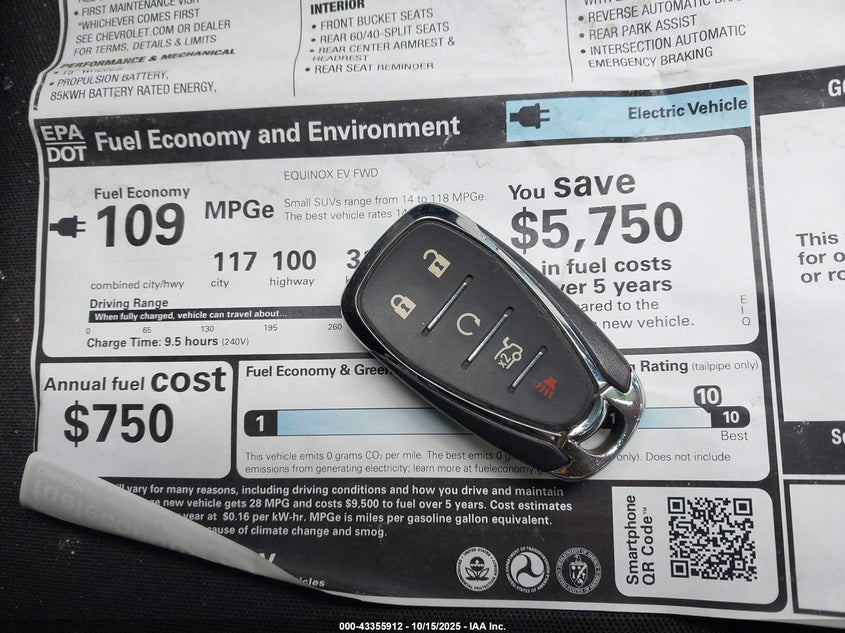 MAINTENANCE VISIT
*WHICHEVER COMES FIRST
SEE CHEVROLET.COM OR DEALER
FOR TERMS, DETAILS & LIMITS
PERFORMANCE & MECHANICAL
• PROPULSION BATTERY,
85KWH BATTERY RATED ENERGY,
INTERIOR
• FRONT BUCKET SEATS
• REAR 60/40-SPLIT SEATS
• REAR CENTER ARMREST &
HEADREST
• REAR SEAT REMINDER
• REVERSE AUTOMATIC
• REAR PARK ASSIST
• INTERSECTION AUTOMATIC
EMERGENCY BRAKING
EPA
DOT
Fuel Economy and Environment
Electric Vehicle
EQUINOX EV FWD
Fuel Economy
109 MPGe
Small SUVs range from 14 to 118 MPGe.
The best vehicle rates
117 100
city highway
combined city/hwy
Driving Range
When fully charged, vehicle can travel about...
0 65 130 195 260
Charge Time: 9.5 hours (240V)
You save
$5,750
in fuel costs
over 5 years
new vehicle.
E
I
Q
Annual fuel cost
$750
Fuel Economy &
Rating (tailpipe only)
1
10
10
Best
This vehicle emits 0 grams CO₂ per mile. The best emits 0
only). Does not include
emissions from generating electricity; learn more at fueleconomy.
vary for many reasons, including driving conditions and how you drive and maintain
new vehicle gets 28 MPG and costs $9,500 to fuel over 5 years. Cost estimates
year at $0.16 per kW-hr. MPGe is miles per gasoline gallon equivalent.
cause of climate change and smog.
Smartphone
QR Code™
This
for o
or ro
x2
000-43355912 - 10/15/2025 - IAA Inc.